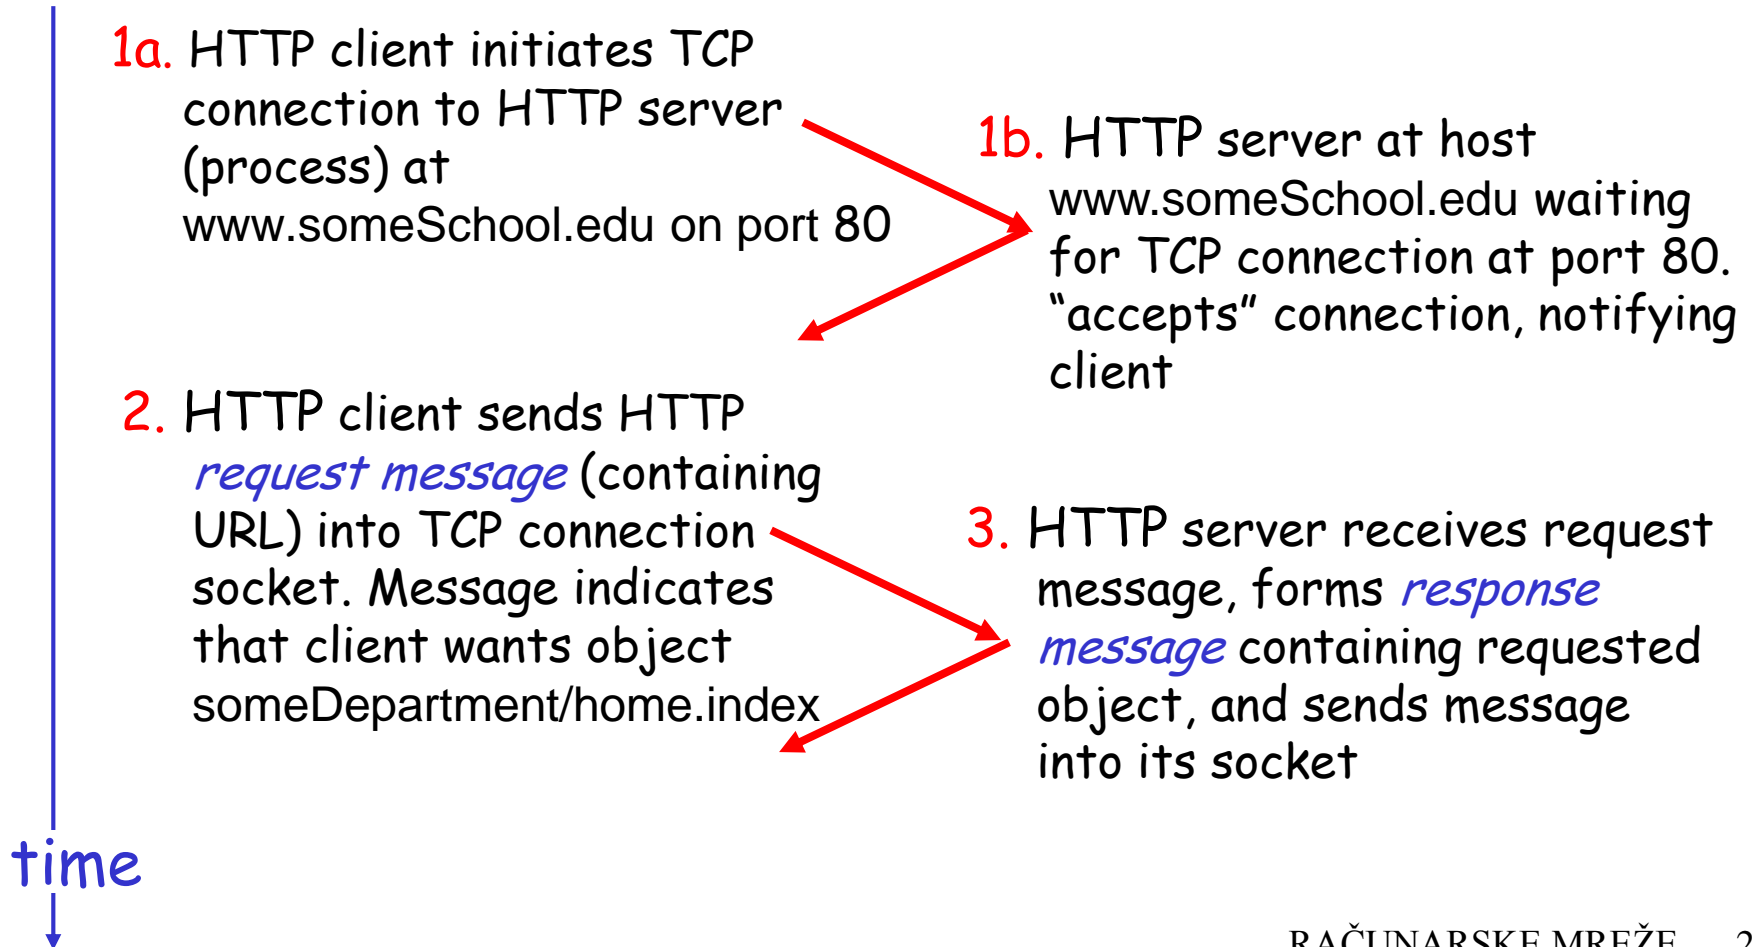 1a. HTTP client initiates TCP
connection to HTTP server
(process) at
www.someSchool.edu on port 80
1b. HTTP server at host
www.someSchool.edu waiting
for TCP connection at port 80.
“accepts” connection, notifying
client
2. HTTP client sends HTTP
request message (containing
URL) into TCP connection
socket. Message indicates
that client wants object
someDepartment/home.index
3. HTTP server receives request
message, forms response
message containing requested
object, and sends message
into its socket
time
RAČUNARSKE MREŽE 2